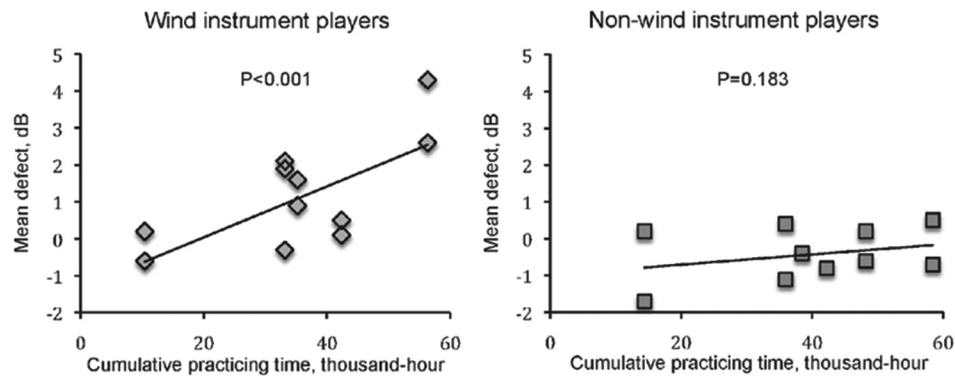 Wind instrument players
P<0.001
Mean defect, dB
5
4
3
2
1
0
-1
-2
0 20 40 60
Cumulative practicing time, thousand-hour
Non-wind instrument players
P=0.183
Mean defect, dB
5
4
3
2
1
0
-1
-2
0 20 40 60
Cumulative practicing time, thousand-hour